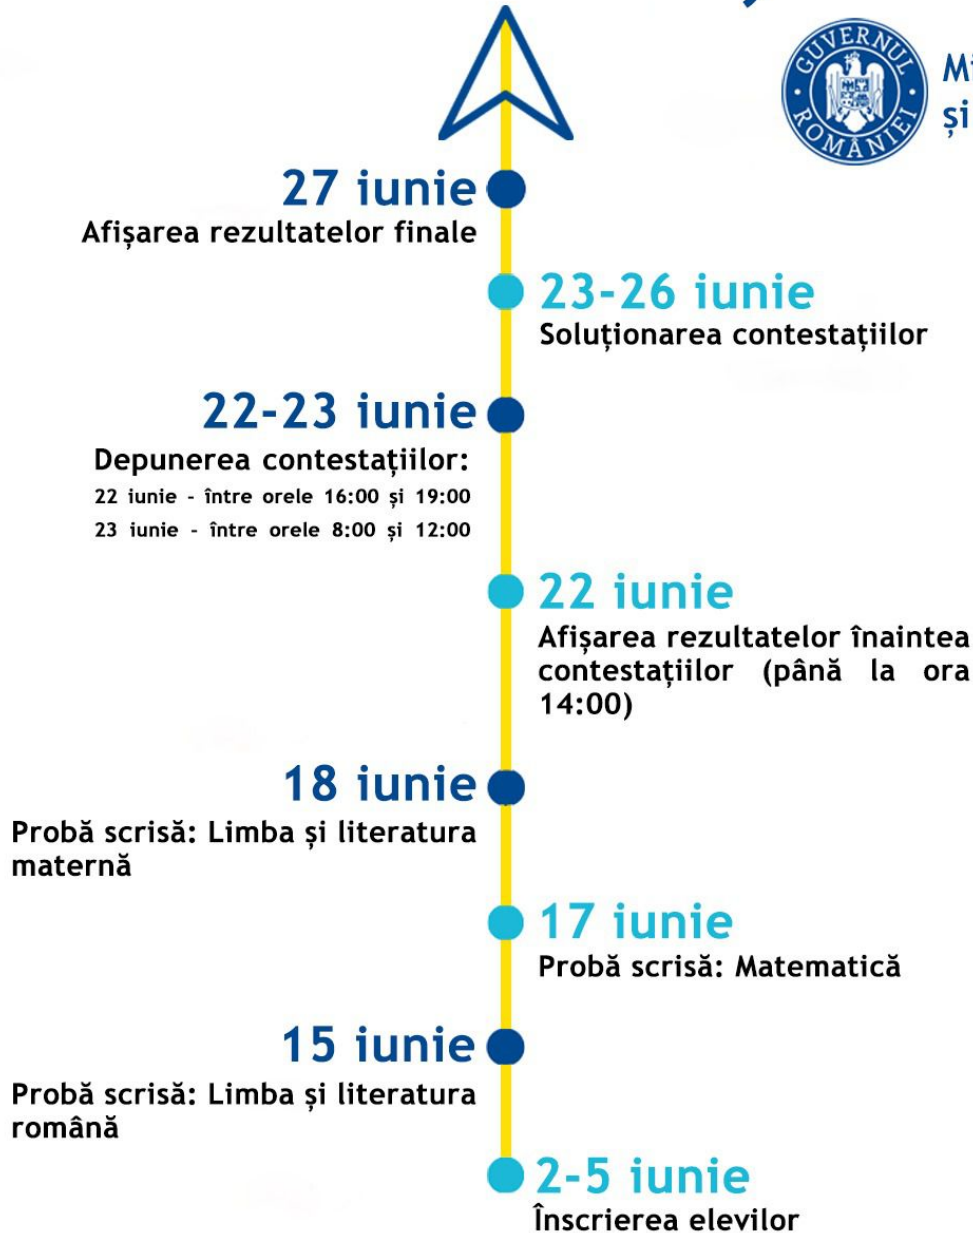 GUVERNUL
ROMÂNIEI
și
27 iunie
Afișarea rezultatelor finale
23-26 iunie
Soluționarea contestațiilor
22-23 iunie
Depunerea contestațiilor:
22 iunie - între orele 16:00 și 19:00
23 iunie - între orele 8:00 și 12:00
22 iunie
Afișarea rezultatelor înaintea
contestațiilor (până la ora
14:00)
18 iunie
Probă scrisă: Limba și literatura
maternă
17 iunie
Probă scrisă: Matematică
15 iunie
Probă scrisă: Limba și literatura
română
2-5 iunie
Înscrierea elevilor